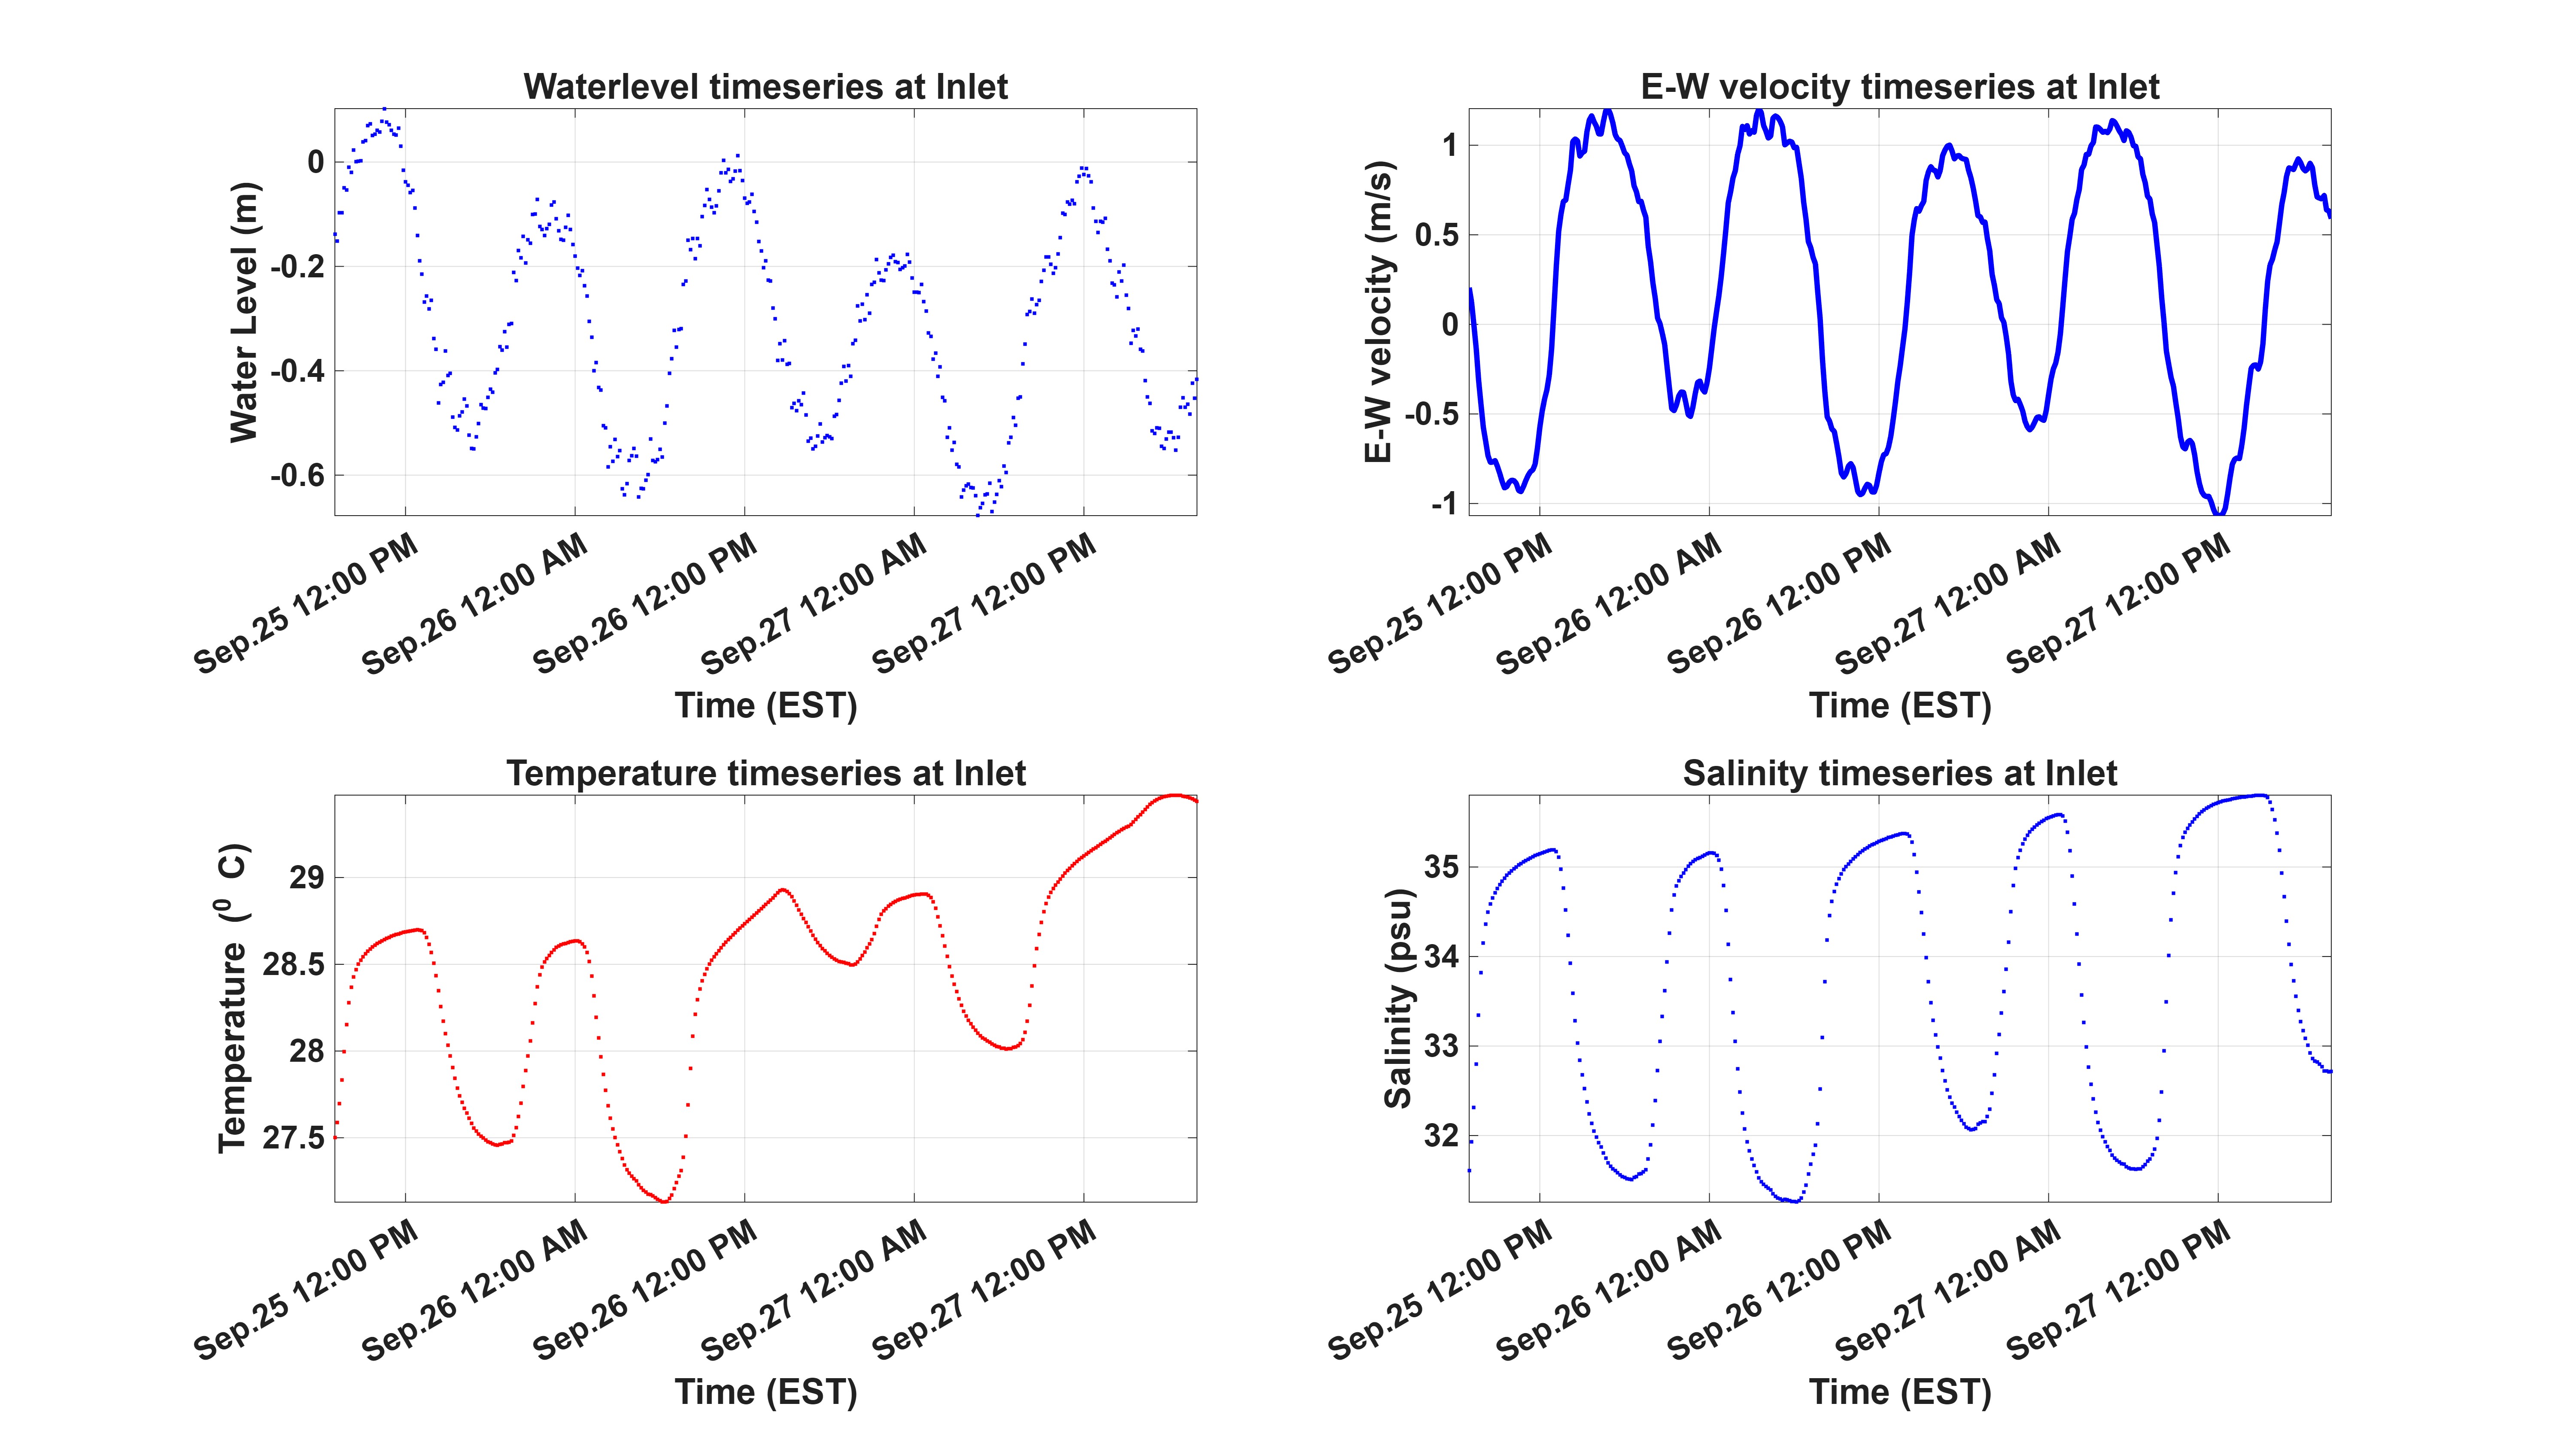 Waterlevel timeseries at Inlet
Water Level (m)
0
-0.2
-0.4
-0.6
Sep.25 12:00 PM
Sep.26 12:00 AM
Sep.26 12:00 PM
Sep.27 12:00 AM
Sep.27 12:00 PM
Time (EST)
E-W velocity timeseries at Inlet
E-W velocity (m/s)
1
0.5
0
-0.5
-1
Sep.25 12:00 PM
Sep.26 12:00 AM
Sep.26 12:00 PM
Sep.27 12:00 AM
Sep.27 12:00 PM
Time (EST)
Temperature timeseries at Inlet
Temperature (⁰ C)
29
28.5
28
27.5
Sep.25 12:00 PM
Sep.26 12:00 AM
Sep.26 12:00 PM
Sep.27 12:00 AM
Sep.27 12:00 PM
Time (EST)
Salinity timeseries at Inlet
Salinity (psu)
35
34
33
32
Sep.25 12:00 PM
Sep.26 12:00 AM
Sep.26 12:00 PM
Sep.27 12:00 AM
Sep.27 12:00 PM
Time (EST)